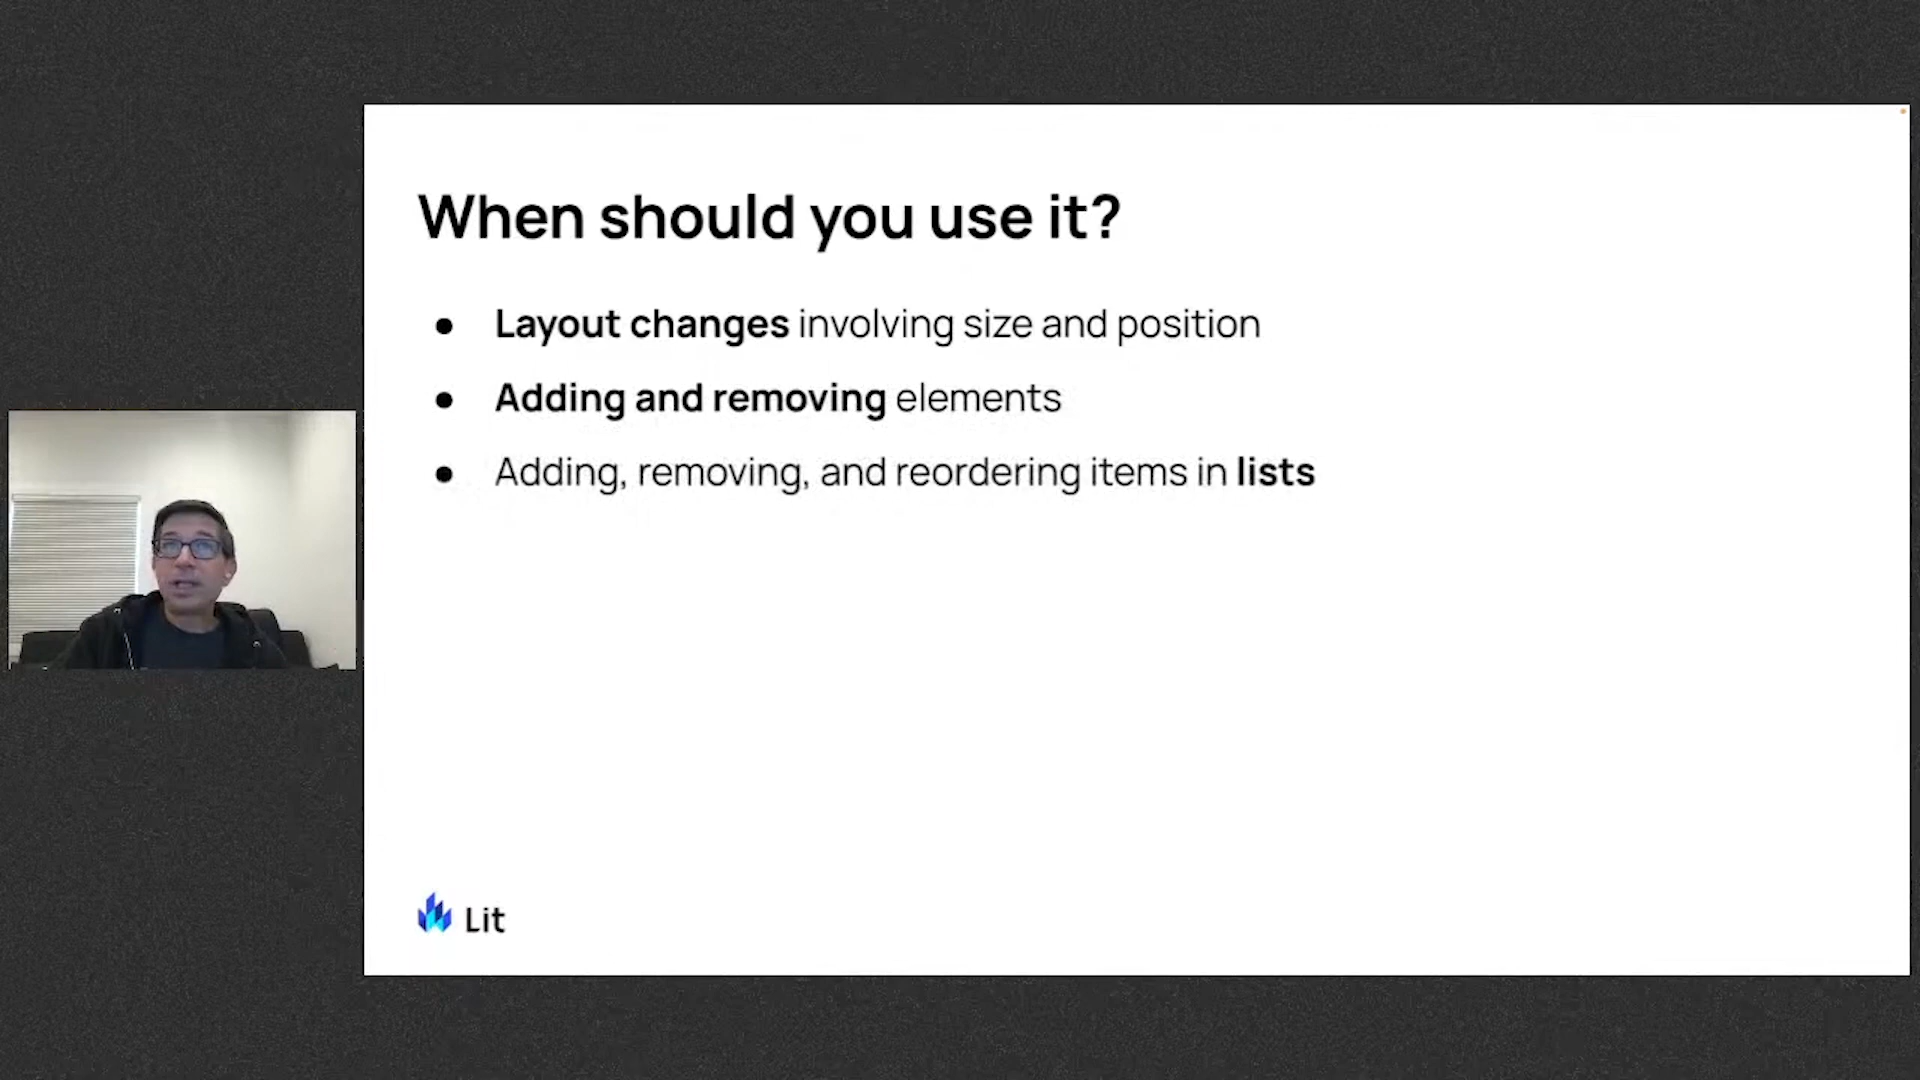 When should you use it?
● Layout changes involving size and position
● Adding and removing elements
● Adding, removing, and reordering items in lists
Lit